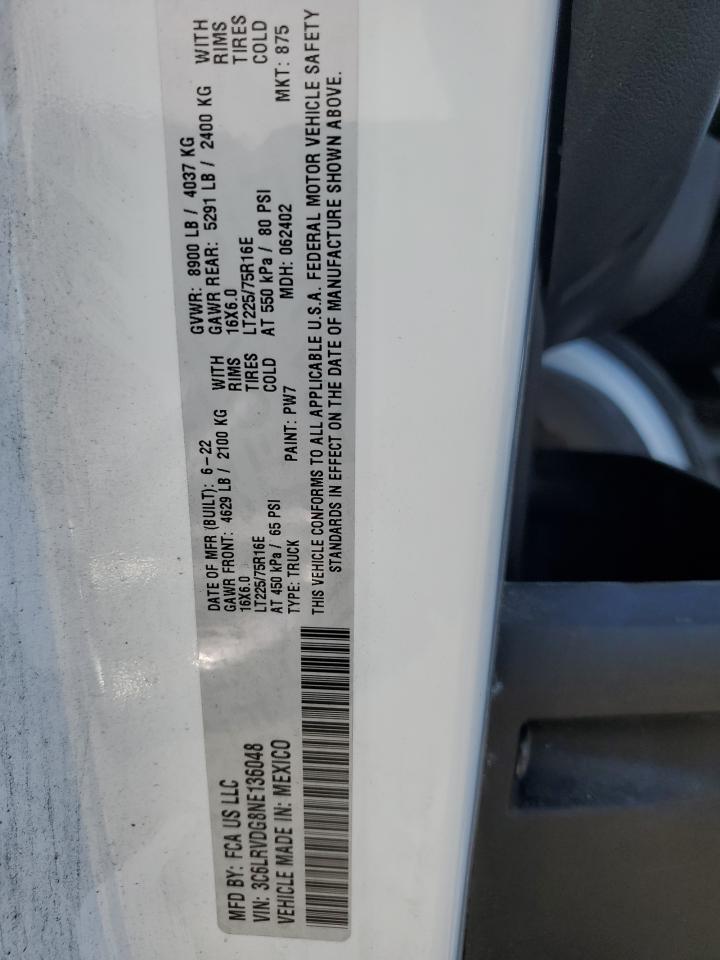 MFD BY: FCA US LLC
VIN: 3C6LRVDG8NE136048
VEHICLE MADE IN: MEXICO
DATE OF MFR (BUILT): 6-22
GAWR FRONT: 4629 LB / 2100 KG WITH
16X6.0 RIMS
LT225/75R16E TIRES
AT 450 kPa / 65 PSI COLD
GVWR: 8900 LB / 4037 KG
GAWR REAR: 5291 LB / 2400 KG WITH
16X6.0 RIMS
LT225/75R16E TIRES
AT 550 kPa / 80 PSI COLD
TYPE: TRUCK PAINT: PW7 MDH: 062402 MKT: 875
THIS VEHICLE CONFORMS TO ALL APPLICABLE U.S.A. FEDERAL MOTOR VEHICLE SAFETY
STANDARDS IN EFFECT ON THE DATE OF MANUFACTURE SHOWN ABOVE.